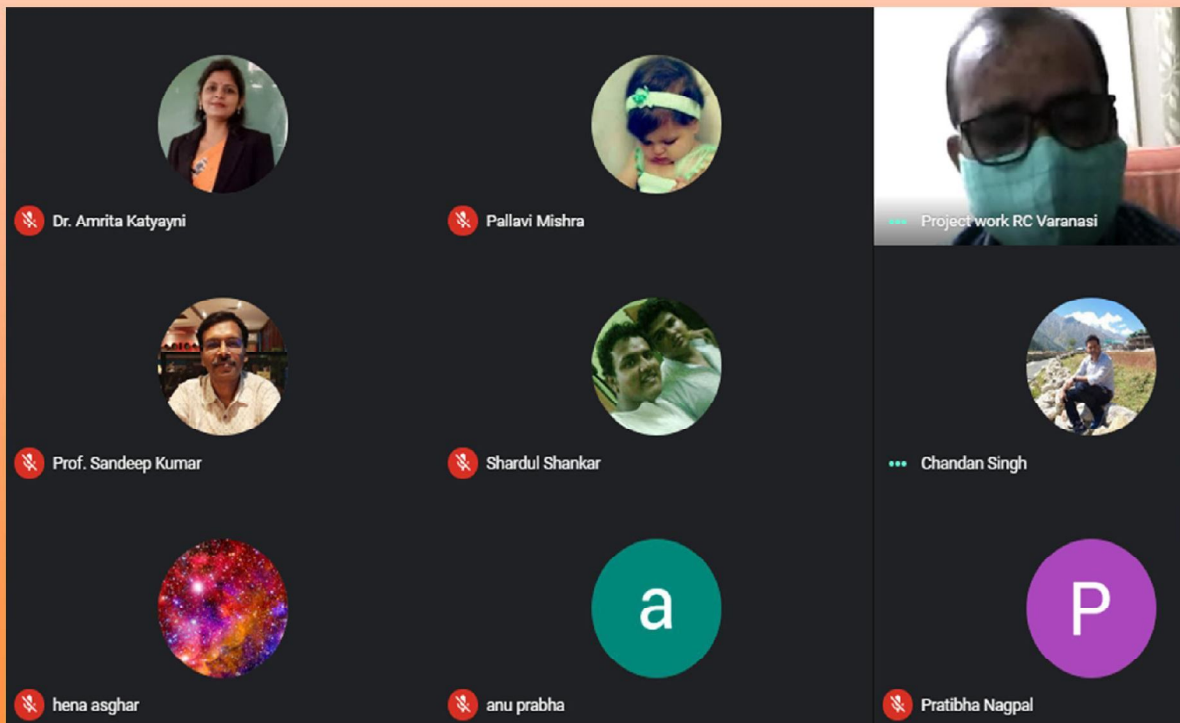 Dr. Amrita Katyayni
Pallavi Mishra
Project work RC Varanasi
Prof. Sandeep Kumar
Shardul Shankar
Chandan Singh
a
P
hena asghar
anu prabha
Pratibha Nagpal